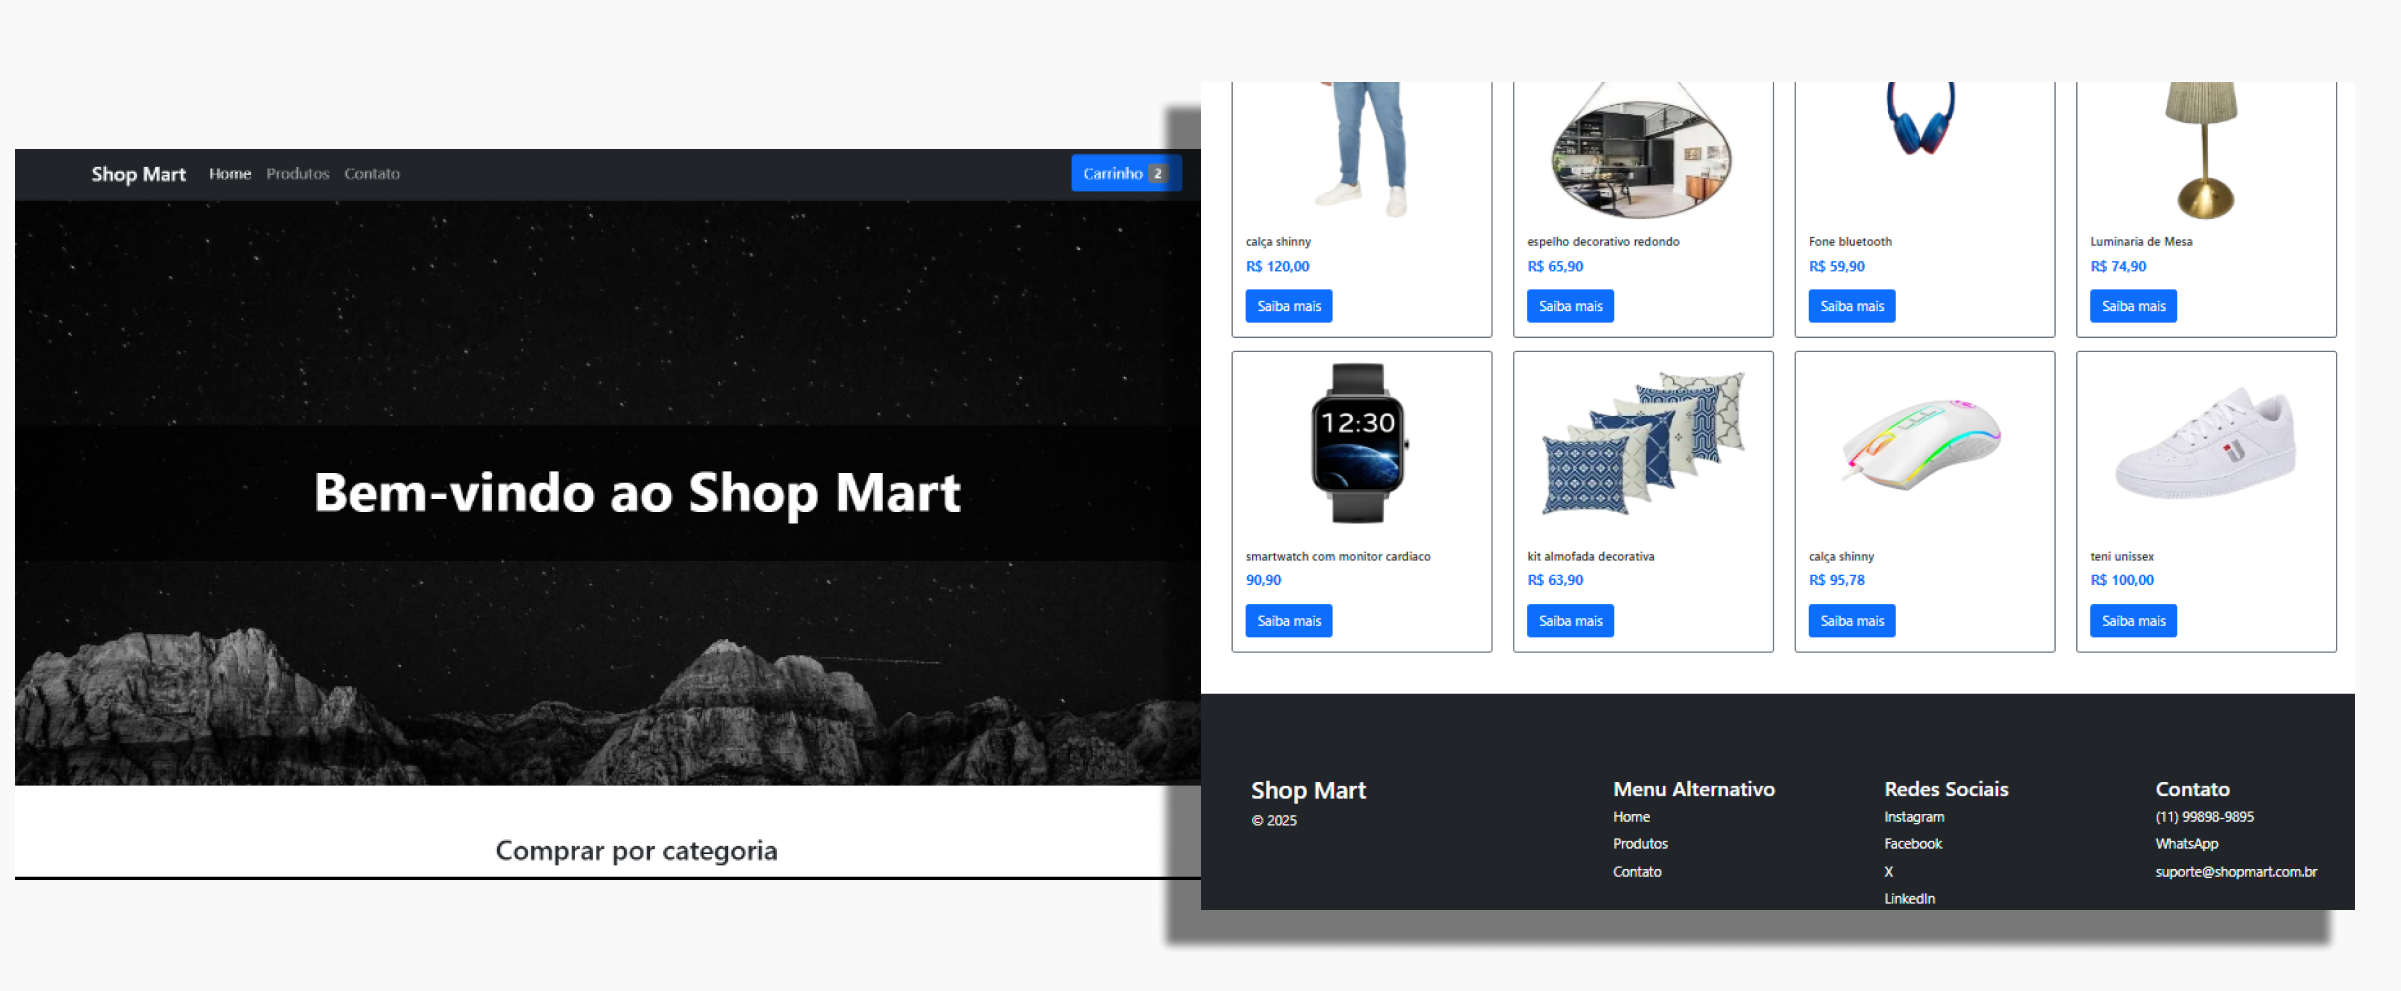 Shop Mart Home Produtos Contato Carrinho 2
Bem-vindo ao Shop Mart
Comprar por categoria
calça shinny
R$ 120,00
Saiba mais
espelho decorativo redondo
R$ 65,90
Saiba mais
Fone bluetooth
R$ 59,90
Saiba mais
Luminaria de Mesa
R$ 74,90
Saiba mais
12:30
smartwatch com monitor cardiaco
90,90
Saiba mais
kit almofada decorativa
R$ 63,90
Saiba mais
calça shinny
R$ 95,78
Saiba mais
teni unissex
R$ 100,00
Saiba mais
Shop Mart
© 2025
Menu Alternativo
Home
Produtos
Contato
Redes Sociais
Instagram
Facebook
X
LinkedIn
Contato
(11) 99898-9895
WhatsApp
suporte@shopmart.com.br